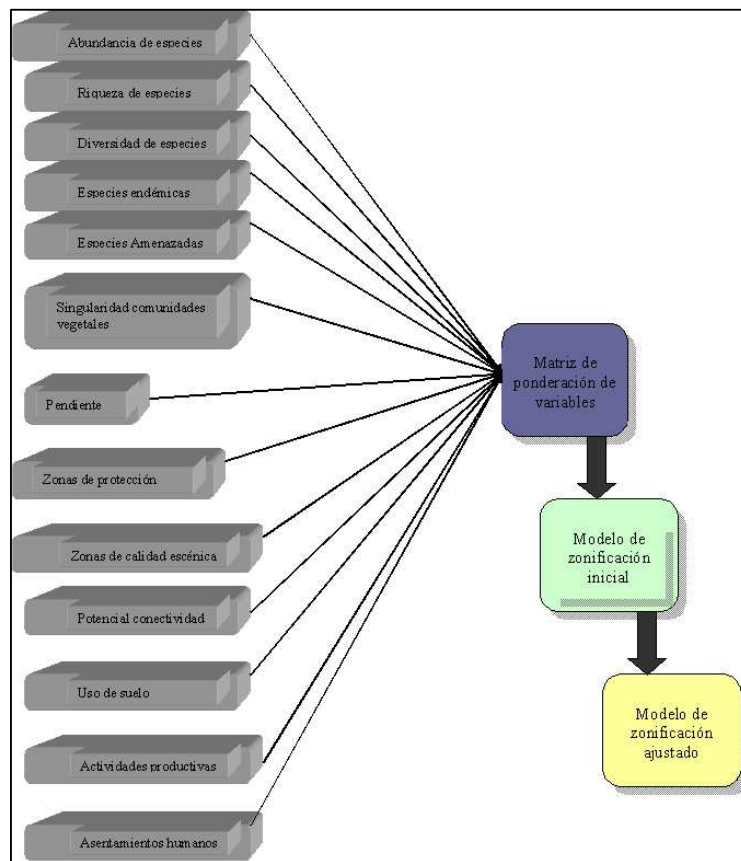 Abundancia de especies
Riqueza de especies
Diversidad de especies
Especies endémicas
Especies Amenazadas
Singularidad comunidades
vegetales
Pendiente
Zonas de protección
Zonas de calidad escénica
Potencial conectividad
Uso de suelo
Actividades productivas
Asentamientos humanos
Matriz de
ponderación de
variables
Modelo de
zonificación
inicial
Modelo de
zonificación
ajustado